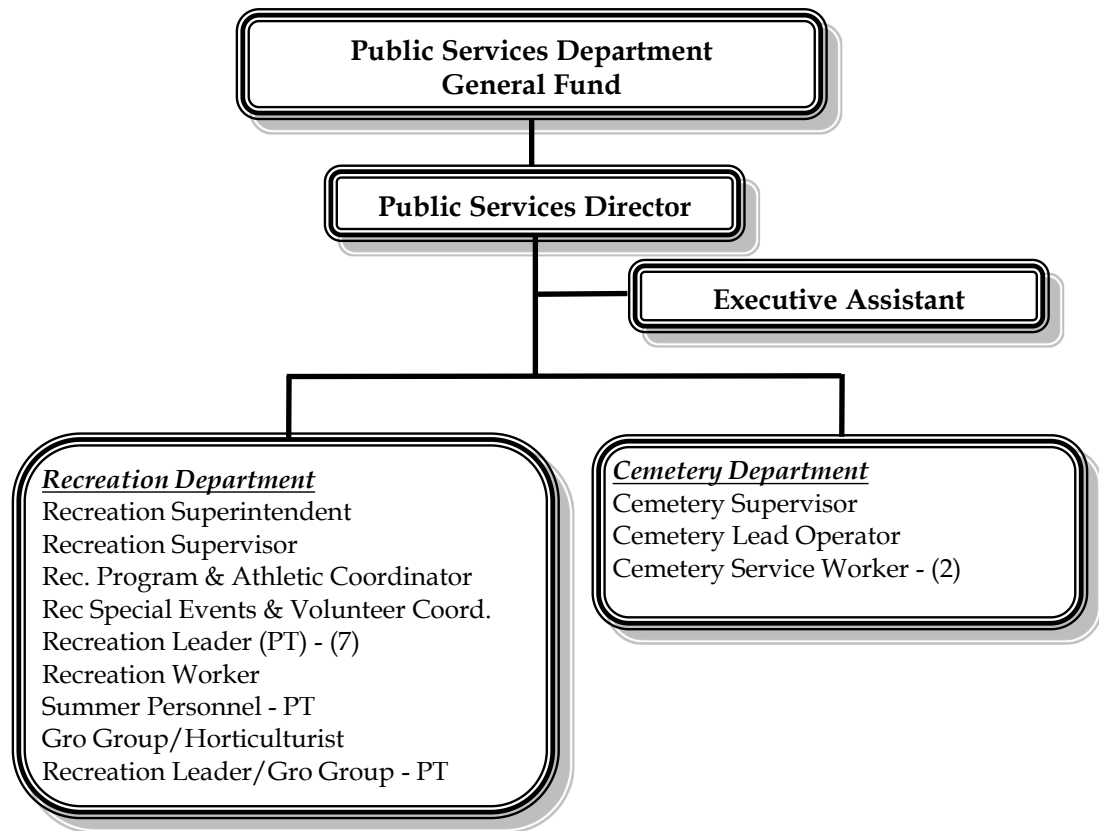 Public Services Department
General Fund
Public Services Director
Executive Assistant
Recreation Department
Recreation Superintendent
Recreation Supervisor
Rec. Program & Athletic Coordinator
Rec Special Events & Volunteer Coord.
Recreation Leader (PT) - (7)
Recreation Worker
Summer Personnel - PT
Gro Group/Horticulturist
Recreation Leader/Gro Group - PT
Cemetery Department
Cemetery Supervisor
Cemetery Lead Operator
Cemetery Service Worker - (2)